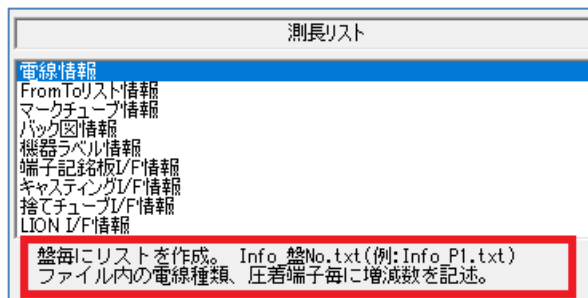 測長リスト
電線情報
FromToリスト情報
マークチューブ情報
バック図情報
機器ラベル情報
端子記銘板I/F情報
キャスティングI/F情報
捨てチューブI/F情報
LION I/F情報
盤毎にリストを作成。 Info_盤No.txt(例:Info_P1.txt)
ファイル内の電線種類、圧着端子毎に増減数を記述。